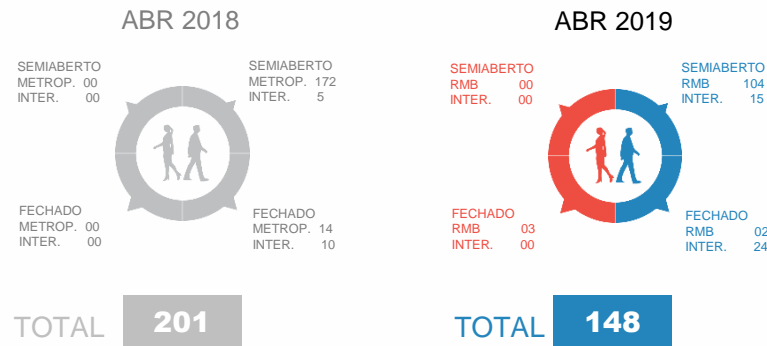 ABR 2018
SEMIABERTO
METROP. 00
INTER. 00
SEMIABERTO
METROP. 172
INTER. 5
FECHADO
METROP. 00
INTER. 00
FECHADO
METROP. 14
INTER. 10
TOTAL 201
ABR 2019
SEMIABERTO
RMB 00
INTER. 00
SEMIABERTO
RMB 104
INTER. 15
FECHADO
RMB 03
INTER. 00
FECHADO
RMB 02
INTER. 24
TOTAL 148